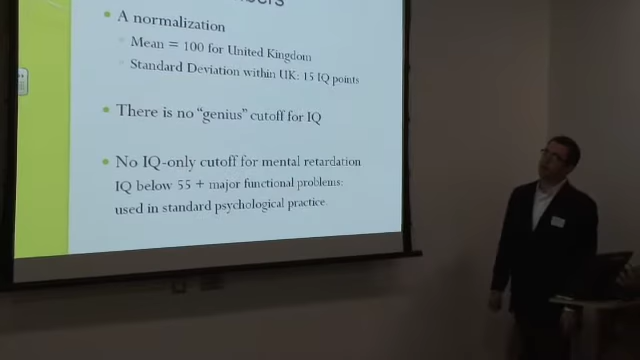 A normalization
Mean = 100 for United Kingdom
Standard Deviation within UK: 15 IQ points
There is no "genius" cutoff for IQ
No IQ-only cutoff for mental retardation
IQ below 55 + major functional problems:
used in standard psychological practice.